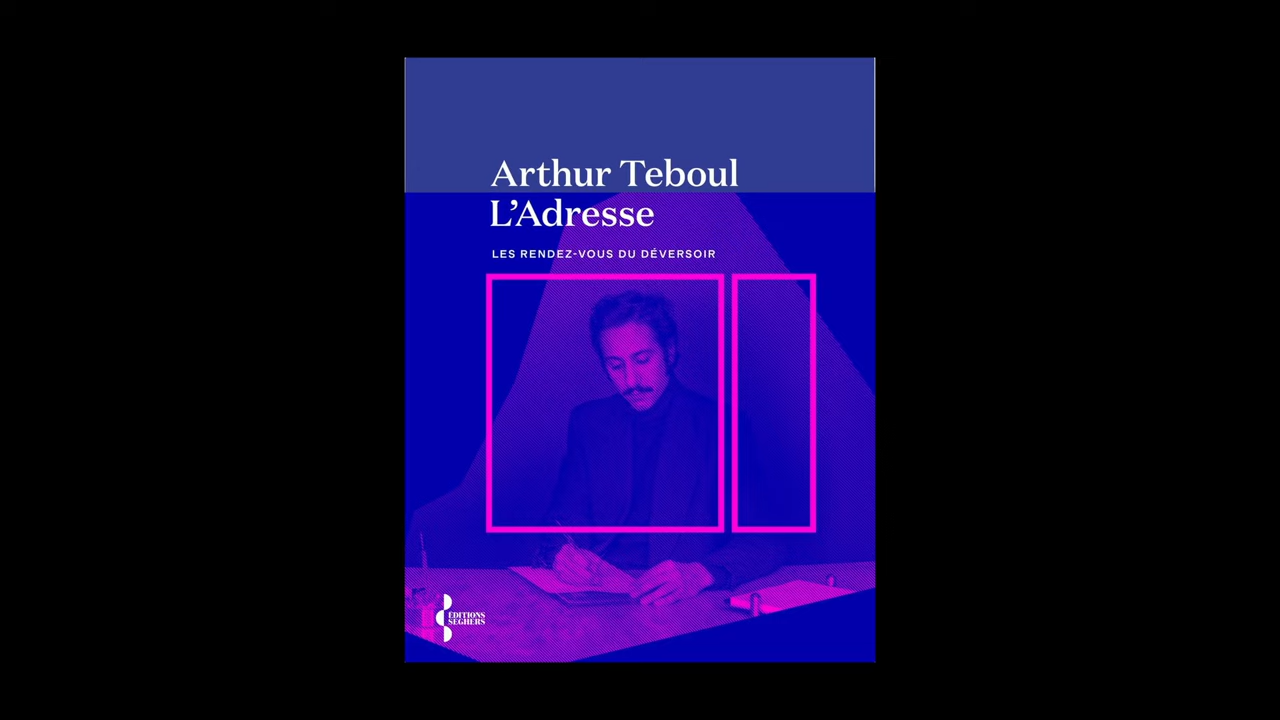 Arthur Teboul
L’Adresse
LES RENDEZ-VOUS DU DÉVERSOIR
ÉDITIONS
SEGHERS